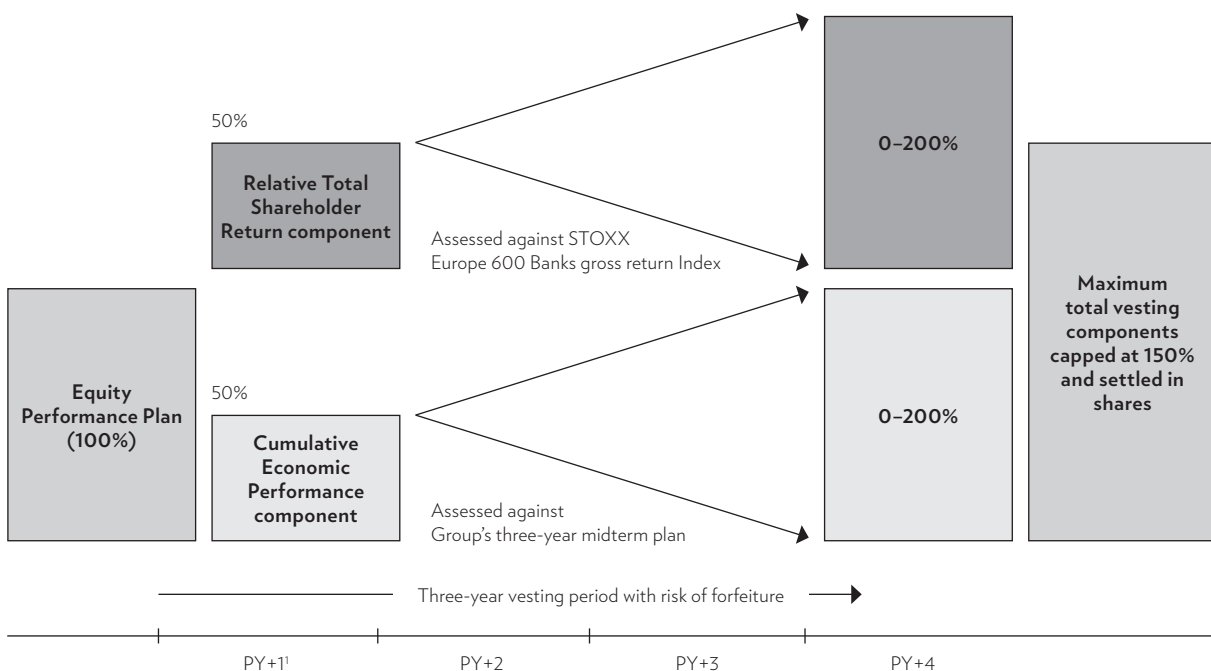 50%
Relative Total
Shareholder
Return component
Assessed against STOXX
Europe 600 Banks gross return Index
0–200%
Equity
Performance Plan
(100%)
50%
Cumulative
Economic
Performance
component
Assessed against
Group’s three-year midterm plan
0–200%
Maximum
total vesting
components
capped at 150%
and settled in
shares
Three-year vesting period with risk of forfeiture
PY+1¹
PY+2
PY+3
PY+4